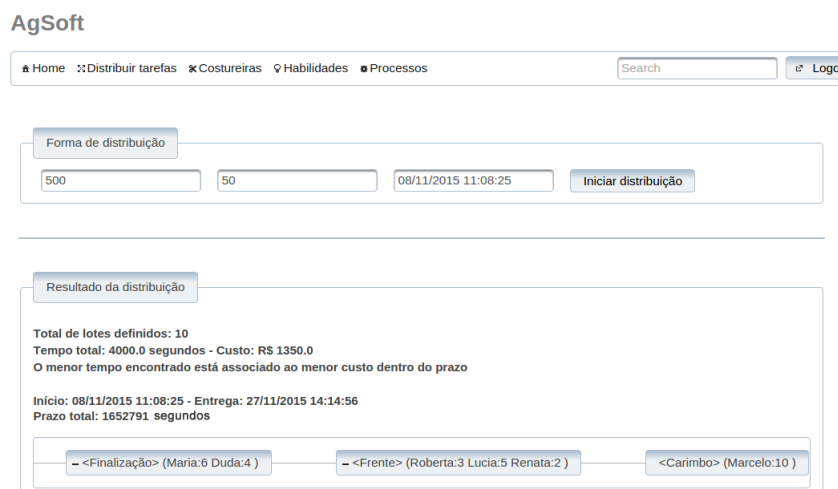 AgSoft
Home Distribuir tarefas Costureiras Habilidades Processos Search Logo
Forma de distribuição
500 50 08/11/2015 11:08:25 Iniciar distribuição
Resultado da distribuição
Total de lotes definidos: 10
Tempo total: 4000.0 segundos - Custo: R$ 1350.0
O menor tempo encontrado está associado ao menor custo dentro do prazo
Início: 08/11/2015 11:08:25 - Entrega: 27/11/2015 14:14:56
Prazo total: 1652791 segundos
– <Finalização> (Maria:6 Duda:4 ) – <Frente> (Roberta:3 Lucia:5 Renata:2 ) <Carimbo> (Marcelo:10 )